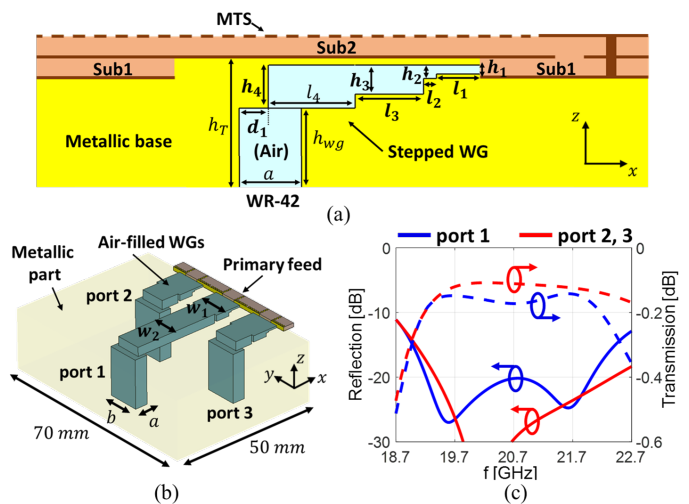 MTS
Sub2
Sub1
Sub1
h₄
l₄
h₃
h₂
h₁
l₁
l₂
l₃
d₁
h_T
(Air)
h_wg
a
Metallic base
Stepped WG
WR-42
z
x
(a)
Metallic part
Air-filled WGs
Primary feed
port 2
w₁
w₂
port 1
port 3
b
a
z
y
x
70 mm
50 mm
(b)
port 1
port 2, 3
Reflection [dB]
0
-10
-20
-30
0
-0.2
-0.4
-0.6
Transmission [dB]
18.7 19.7 20.7 21.7 22.7
f [GHz]
(c)